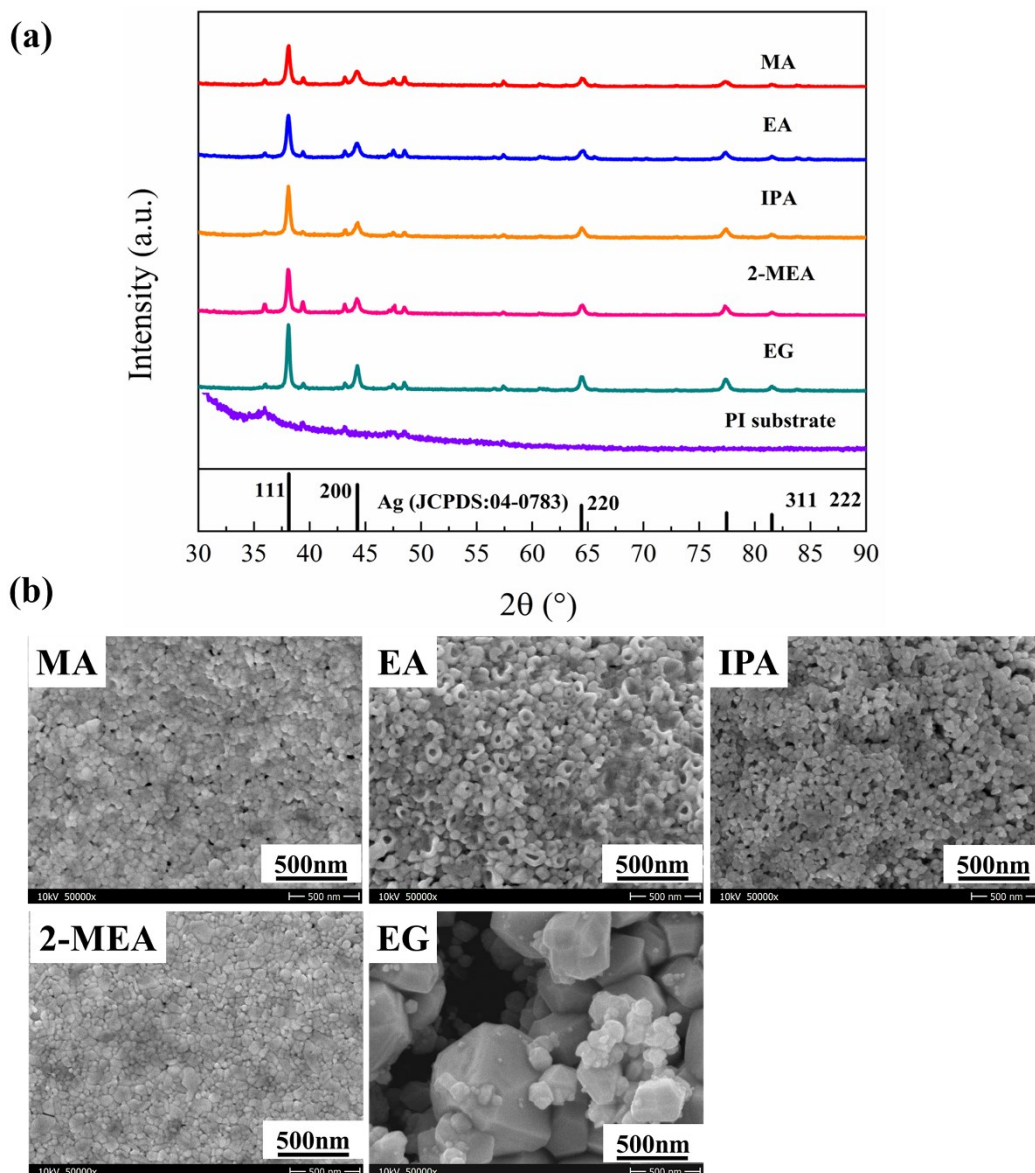 (a)
MA
EA
IPA
2-MEA
EG
PI substrate
Intensity (a.u.)
111 200 Ag (JCPDS:04-0783) 220 311 222
30 35 40 45 50 55 60 65 70 75 80 85 90
2θ (°)
(b)
MA EA IPA
500nm 500nm 500nm
10kV 50000x 500 nm 10kV 50000x 500 nm 10kV 50000x 500 nm
2-MEA EG
500nm 500nm
10kV 50000x 500 nm 10kV 50000x 500 nm